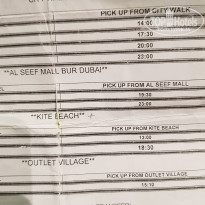 PICK UP FROM CITY WALK
14:00
17:30
20:00
23:00
**AL SEEF MALL BUR DUBAI**
PICK UP FROM AL SEEF MALL
19:30
23:00
**KITE BEACH**
PICK UP FROM KITE BEACH
13:00
18:30
**OUTLET VILLAGE**
PICK UP FROM OUTLET VILLAGE